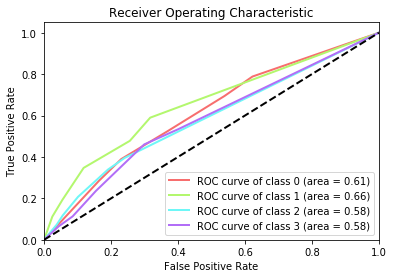 Receiver Operating Characteristic
True Positive Rate
1.0
0.8
0.6
0.4
0.2
0.0
ROC curve of class 0 (area = 0.61)
ROC curve of class 1 (area = 0.66)
ROC curve of class 2 (area = 0.58)
ROC curve of class 3 (area = 0.58)
0.0 0.2 0.4 0.6 0.8 1.0
False Positive Rate